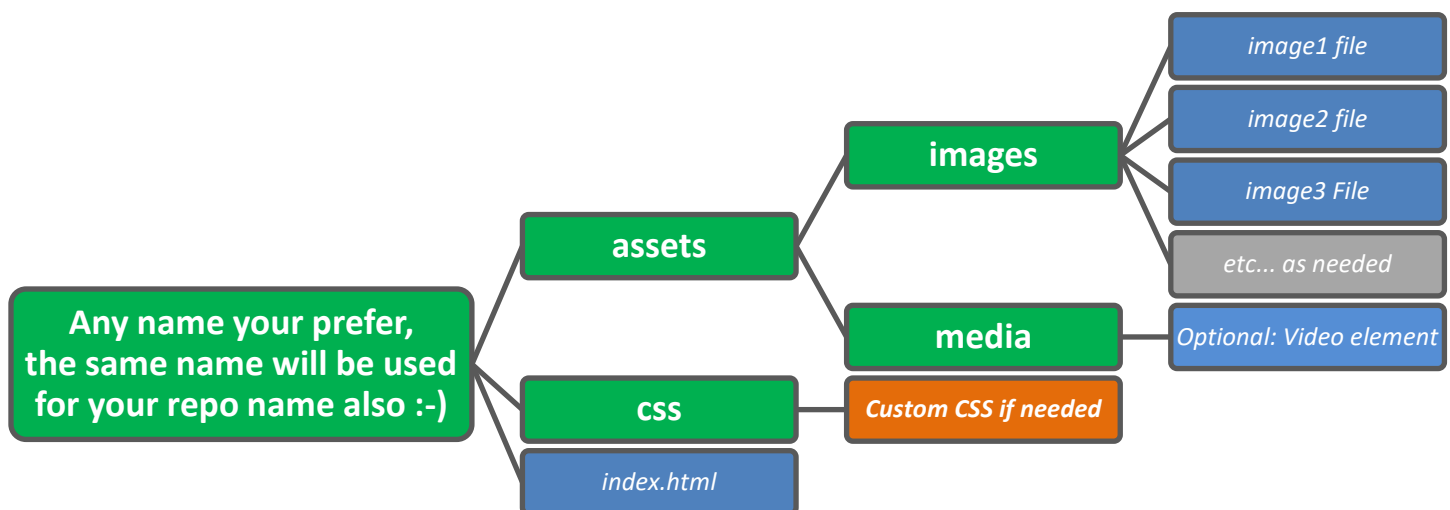 Any name your prefer,
the same name will be used
for your repo name also :-)
assets
images
image1 file
image2 file
image3 File
etc... as needed
media
Optional: Video element
css
Custom CSS if needed
index.html